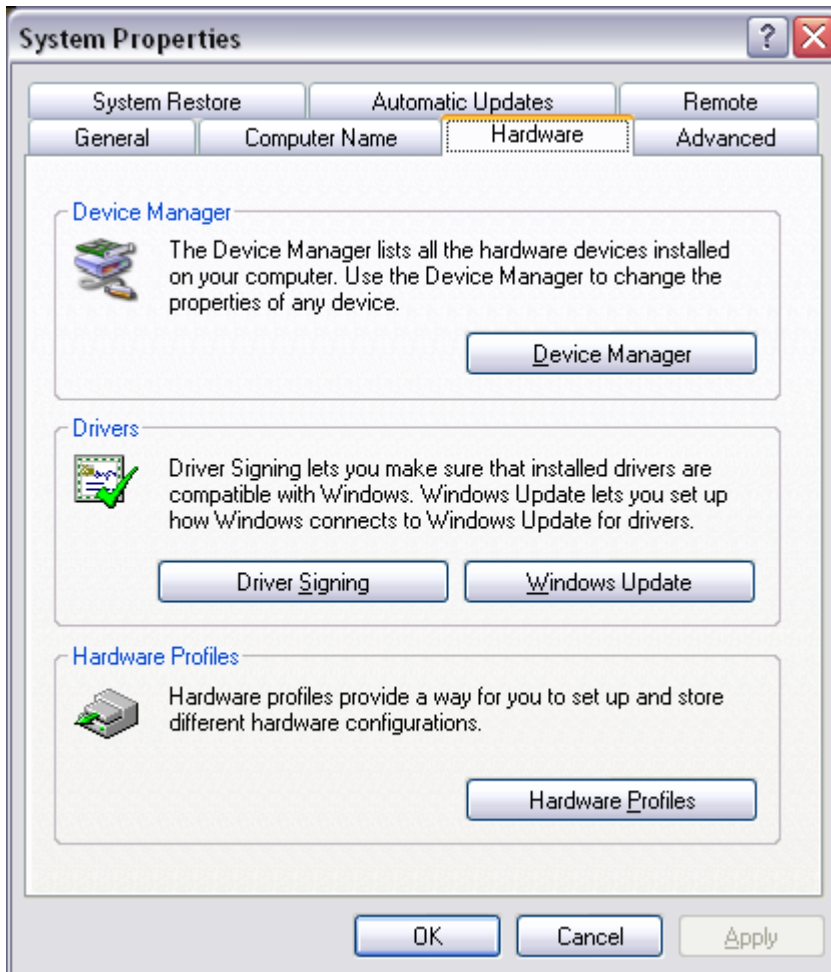 System Properties
System Restore
Automatic Updates
Remote
General
Computer Name
Hardware
Advanced
Device Manager
The Device Manager lists all the hardware devices installed
on your computer. Use the Device Manager to change the
properties of any device.
Device Manager
Drivers
Driver Signing lets you make sure that installed drivers are
compatible with Windows. Windows Update lets you set up
how Windows connects to Windows Update for drivers.
Driver Signing
Windows Update
Hardware Profiles
Hardware profiles provide a way for you to set up and store
different hardware configurations.
Hardware Profiles
OK
Cancel
Apply